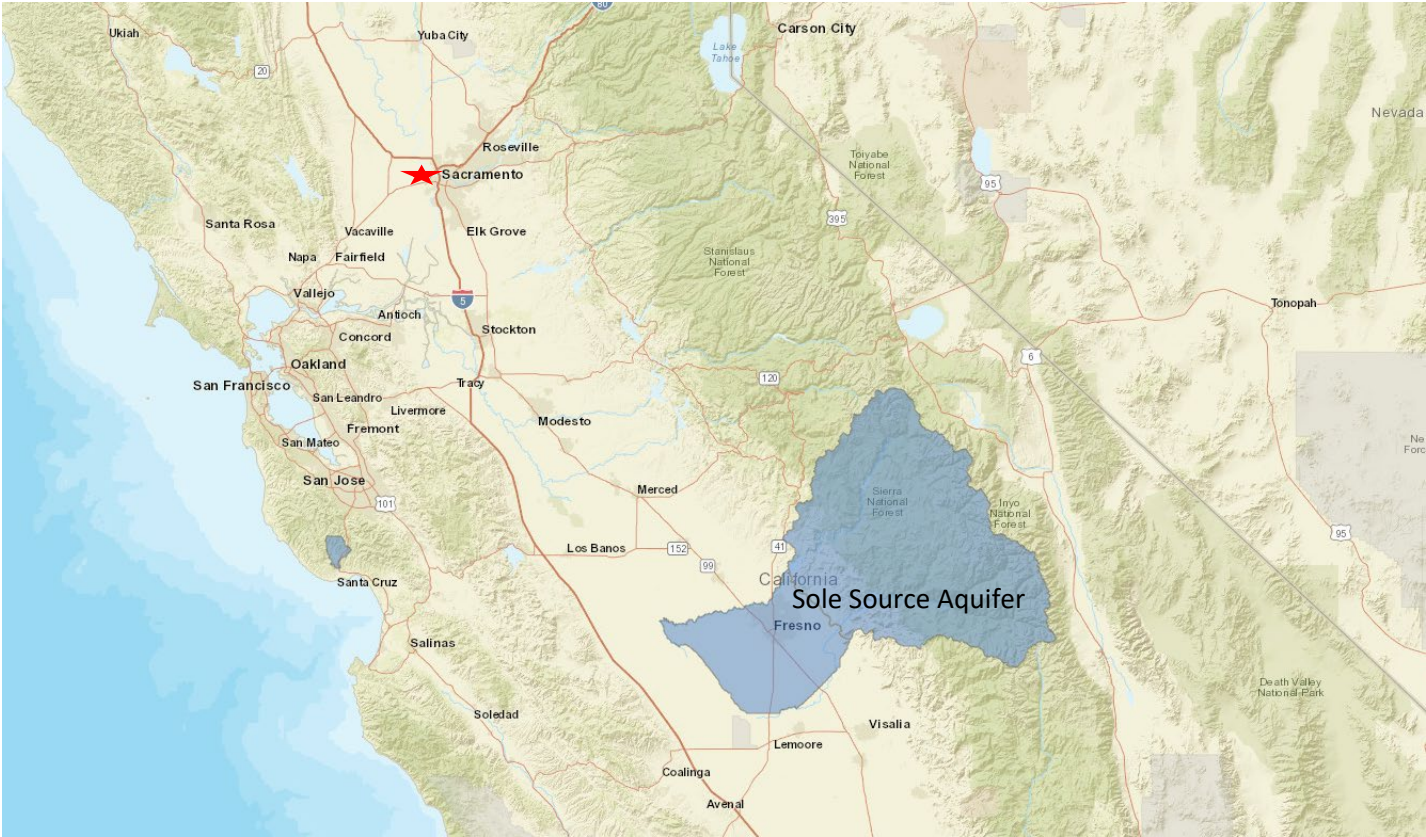 80
Ukiah
Yuba City
Carson City
Lake
Tahoe
20
Nevada
Roseville
Toiyabe
National
Forest
Sacramento
95
Santa Rosa
395
Vacaville
Elk Grove
Napa
Fairfield
Stanislaus
National
Forest
Vallejo
5
Antioch
Tonopah
Concord
Stockton
Oakland
6
San Francisco
Tracy
120
San Leandro
Livermore
Modesto
Fremont
San Mateo
Ne
Forc
San Jose
Merced
Sierra
National
Forest
101
Inyo
National
Forest
95
Los Banos
152
41
99
Santa Cruz
California
Sole Source Aquifer
Fresno
Salinas
Death Valley
National Park
Soledad
Visalia
Lemoore
Coalinga
Avenal